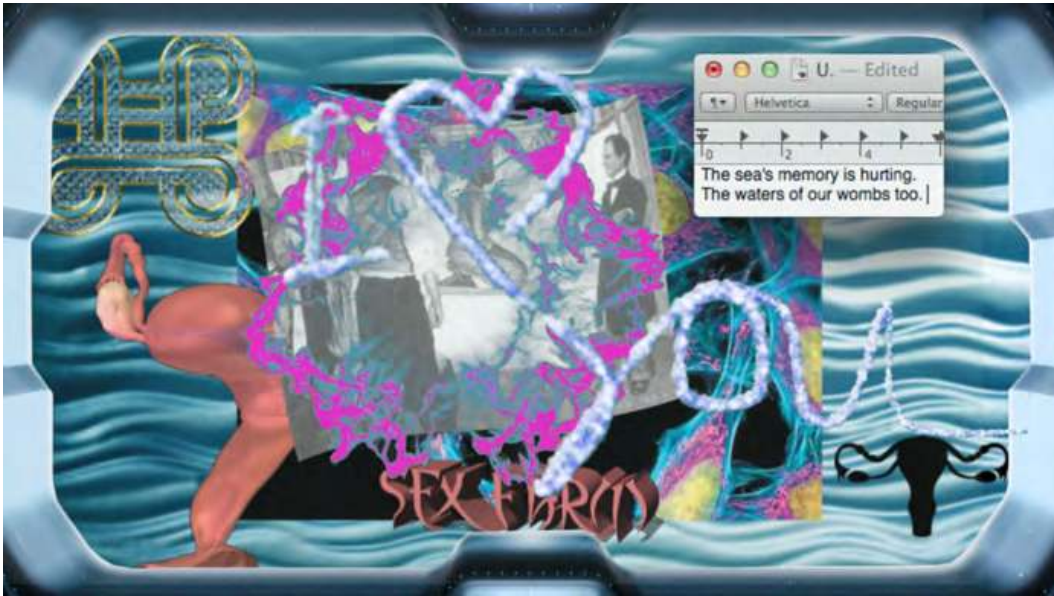 U. — Edited
Helvetica
Regular
0 2 4
The sea's memory is hurting.
The waters of our wombs too.
I ♥ you
SEX